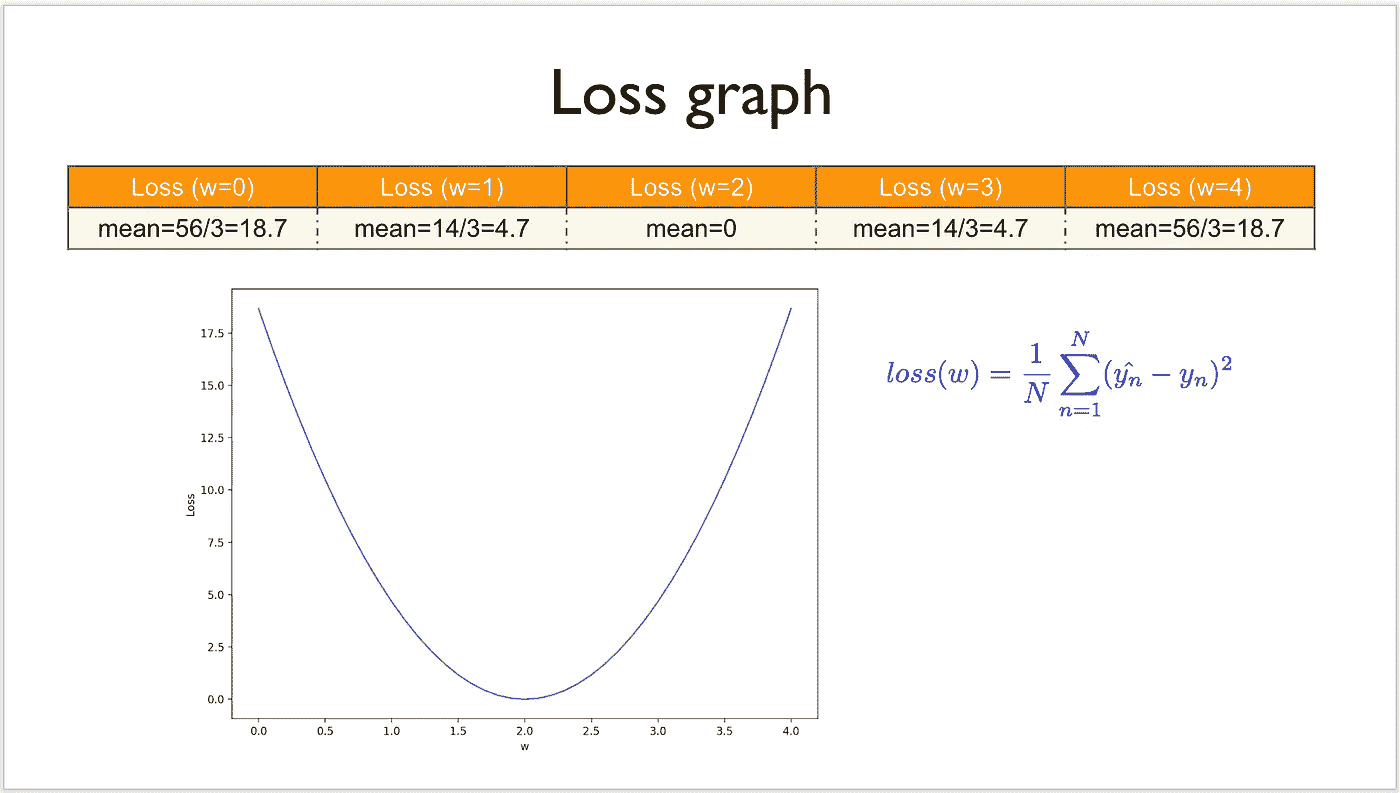 Loss graph
Loss (w=0) Loss (w=1) Loss (w=2) Loss (w=3) Loss (w=4)
mean=56/3=18.7 mean=14/3=4.7 mean=0 mean=14/3=4.7 mean=56/3=18.7
17.5
15.0
12.5
10.0
7.5
5.0
2.5
0.0
Loss
0.0 0.5 1.0 1.5 2.0 2.5 3.0 3.5 4.0
w
loss(w) = \frac{1}{N} \sum_{n=1}^{N} (\hat{y_n} - y_n)^2